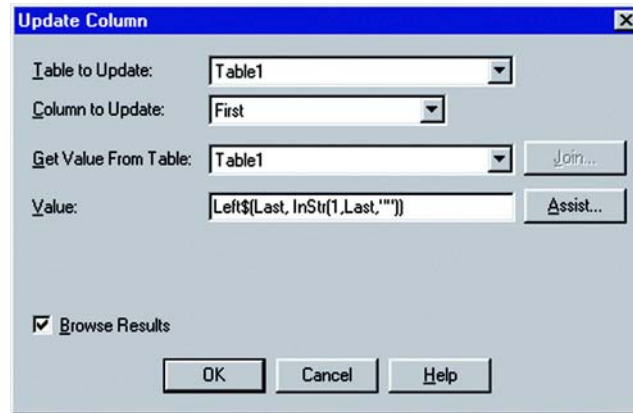 Update Column
Table to Update: Table1
Column to Update: First
Get Value From Table: Table1 Join...
Value: Left$(Last, InStr(1,Last,'"')) Assist...
Browse Results
OK Cancel Help